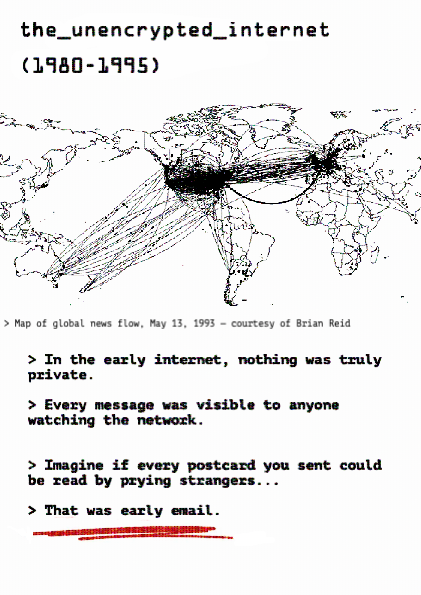 the_unencrypted_internet
(1980-1995)
> Map of global news flow, May 13, 1993 – courtesy of Brian Reid
> In the early internet, nothing was truly
private.
> Every message was visible to anyone
watching the network.
> Imagine if every postcard you sent could
be read by prying strangers...
> That was early email.